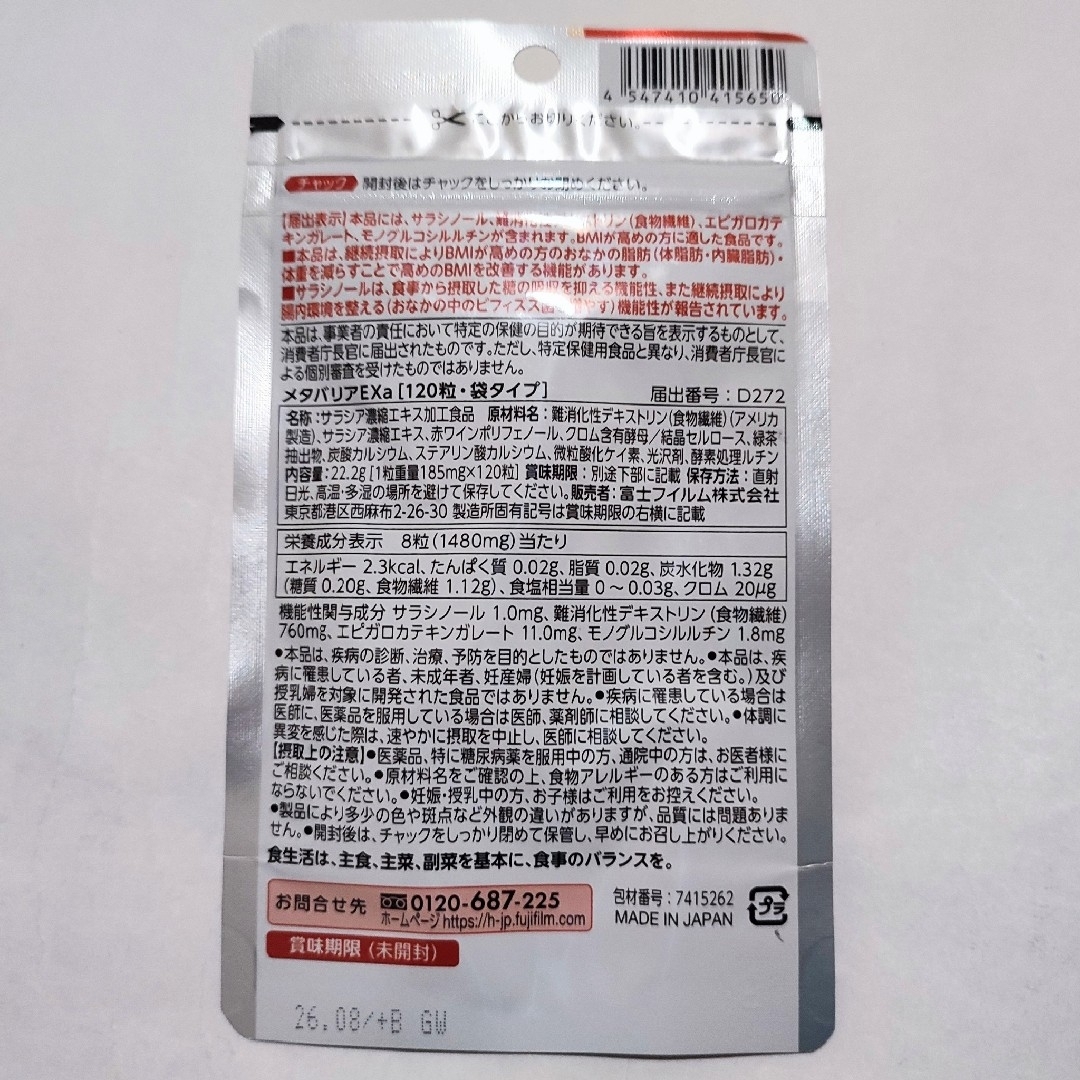 4 547410 415650
ここからお切りください。
チャック 開封後はチャックをしっかりお閉めください。
【届出表示】本品には、サラシノール、難消化性デキストリン(食物繊維)、エピガロカテ
キンガレート、モノグルコシルルチンが含まれます。BMIが高めの方に適した食品です。
■本品は、継続摂取によりBMIが高めの方のおなかの脂肪(体脂肪・内臓脂肪)・
体重を減らすことで高めのBMIを改善する機能があります。
■サラシノールは、食事から摂取した糖の吸収を抑える機能性、また継続摂取により
腸内環境を整える(おなかの中のビフィズス菌を増やす)機能性が報告されています。
本品は、事業者の責任において特定の保健の目的が期待できる旨を表示するものとして、
消費者庁長官に届出されたものです。ただし、特定保健用食品と異なり、消費者庁長官に
よる個別審査を受けたものではありません。
メタバリアEXa [120粒・袋タイプ] 届出番号:D272
名称:サラシア濃縮エキス加工食品 原材料名:難消化性デキストリン(食物繊維)(アメリカ
製造)、サラシア濃縮エキス、赤ワインポリフェノール、クロム含有酵母/結晶セルロース、緑茶
抽出物、炭酸カルシウム、ステアリン酸カルシウム、微粒酸化ケイ素、光沢剤、酵素処理ルチン
内容量:22.2g [1粒重量185mg×120粒] 賞味期限:別途下部に記載 保存方法:直射
日光、高温・多湿の場所を避けて保存してください。販売者:富士フイルム株式会社
東京都港区西麻布2-26-30 製造所固有記号は賞味期限の右横に記載
栄養成分表示 8粒(1480mg)当たり
エネルギー 2.3kcal、たんぱく質 0.02g、脂質 0.02g、炭水化物 1.32g
(糖質 0.20g、食物繊維 1.12g)、食塩相当量 0~0.03g、クロム 20μg
機能性関与成分 サラシノール 1.0mg、難消化性デキストリン(食物繊維)
760mg、エピガロカテキンガレート 11.0mg、モノグルコシルルチン 1.8mg
●本品は、疾病の診断、治療、予防を目的としたものではありません。●本品は、疾
病に罹患している者、未成年者、妊産婦(妊娠を計画している者を含む。)及び
授乳婦を対象に開発された食品ではありません。●疾病に罹患している場合は
医師に、医薬品を服用している場合は医師、薬剤師に相談してください。●体調に
異変を感じた際は、速やかに摂取を中止し、医師に相談してください。
【摂取上の注意】●医薬品、特に糖尿病薬を服用中の方、通院中の方は、お医者様に
ご相談ください。●原材料名をご確認の上、食物アレルギーのある方はご利用に
ならないでください。●妊娠・授乳中の方、お子様はご利用をお控えください。
●製品により多少の色や斑点など外観の違いがありますが、品質には問題ありま
せん。●開封後は、チャックをしっかり閉めて保管し、早めにお召し上がりください。
食生活は、主食、主菜、副菜を基本に、食事のバランスを。
お問合せ先 0120-687-225
ホームページ https://h-jp.fujifilm.com
包材番号:7415262
MADE IN JAPAN
プラ
賞味期限(未開封)
26.08/+B GW